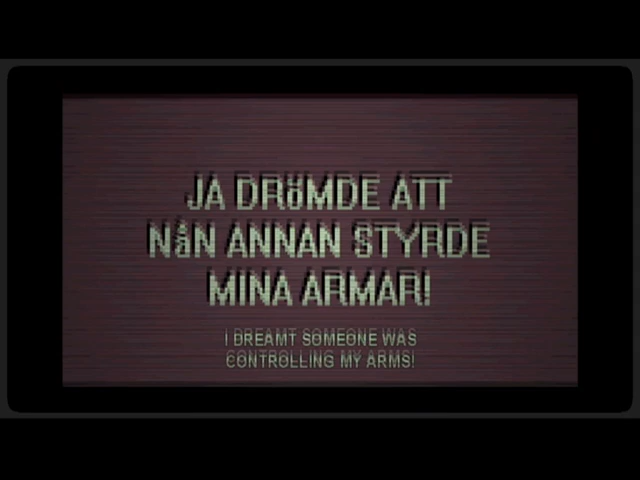 JA DRöMDE ATT
NåN ANNAN STYRDE
MINA ARMAR!
I DREAMT SOMEONE WAS
CONTROLLING MY ARMS!